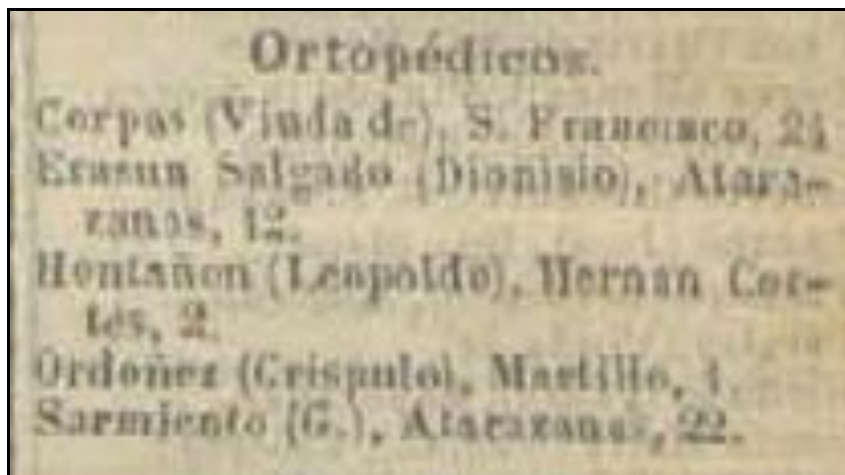 Ortopédicos.
Corpas (Viuda de), S. Francisco, 24
Erasun Salgado (Dionisio), Atara-
zanas, 12.
Hontañon (Leopoldo), Hernan Cor-
tés, 2.
Ordoñez (Críspulo), Martillo, 1.
Sarmiento (G.), Atarazanas, 22.